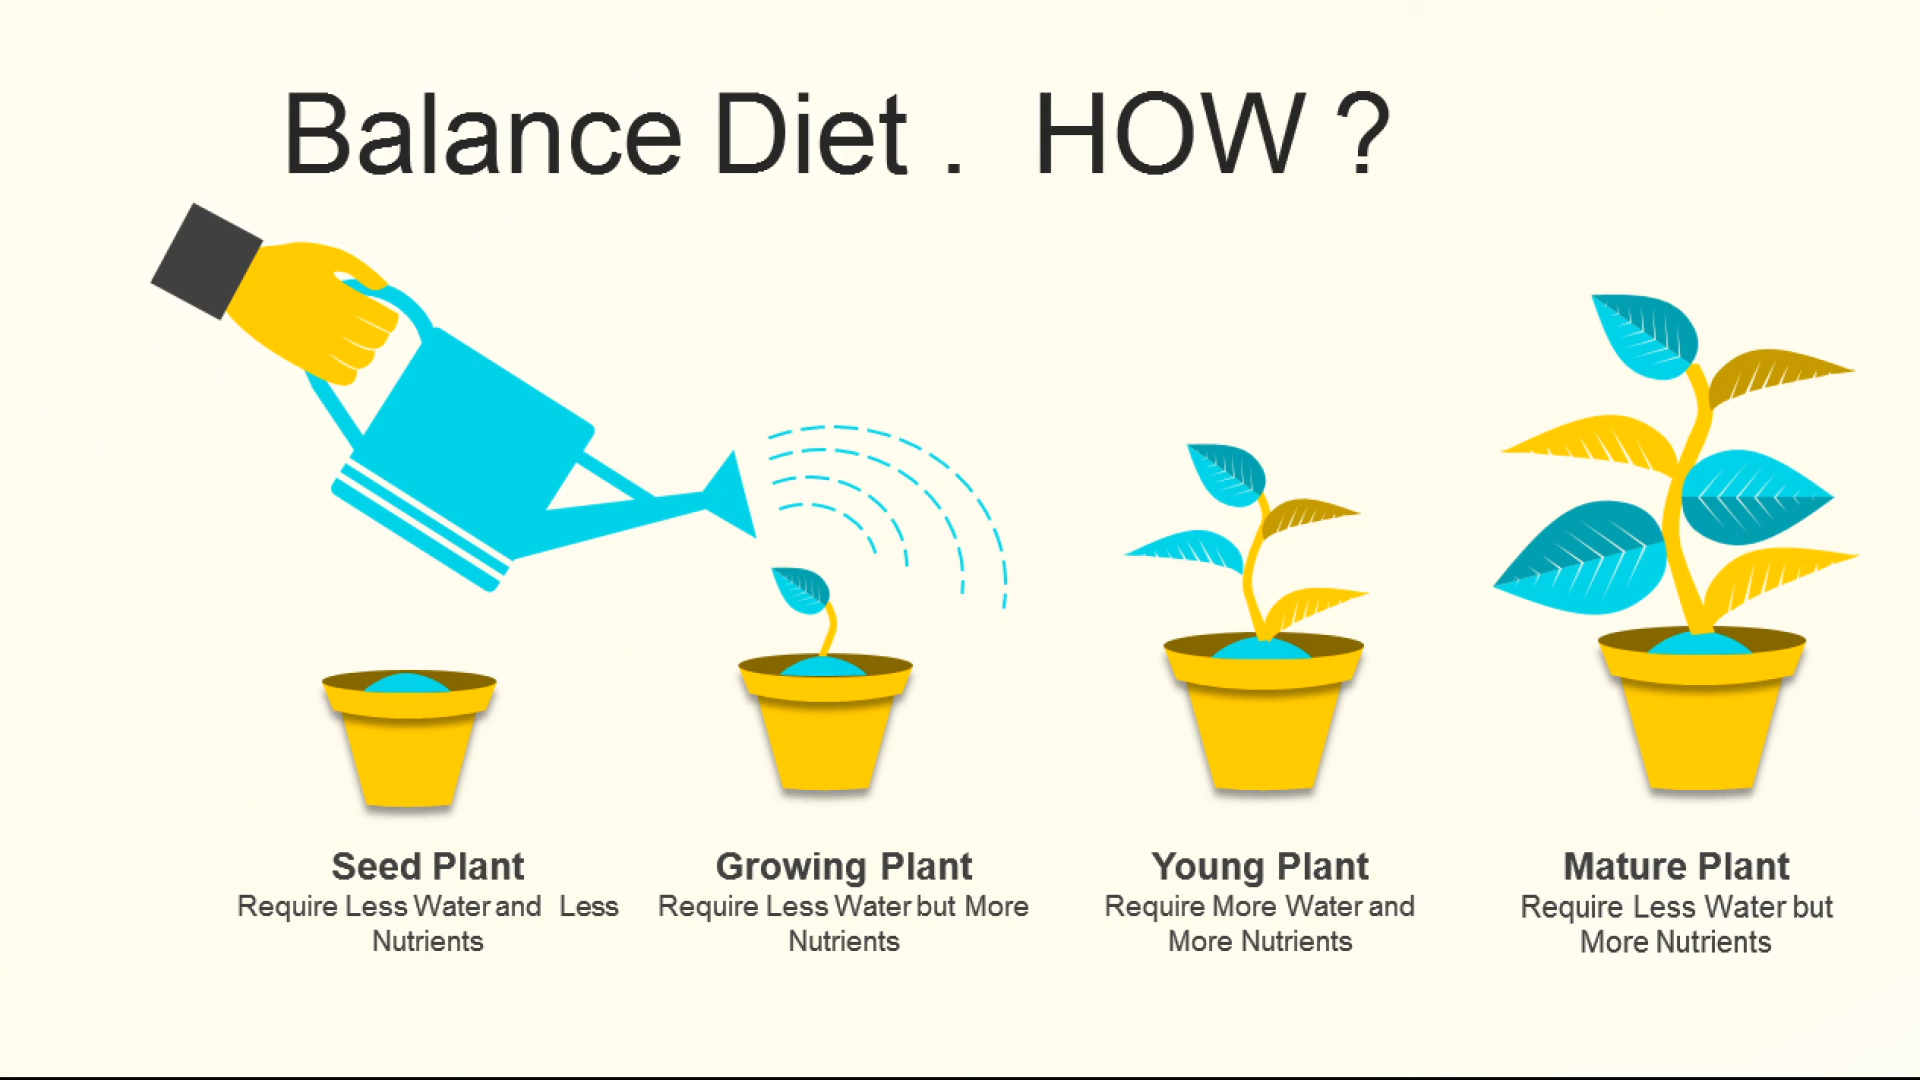 Balance Diet .  HOW ?
Seed Plant
Require Less Water and  Less
Nutrients
Growing Plant
Require Less Water but More
Nutrients
Young Plant
Require More Water and
More Nutrients
Mature Plant
Require Less Water but
More Nutrients